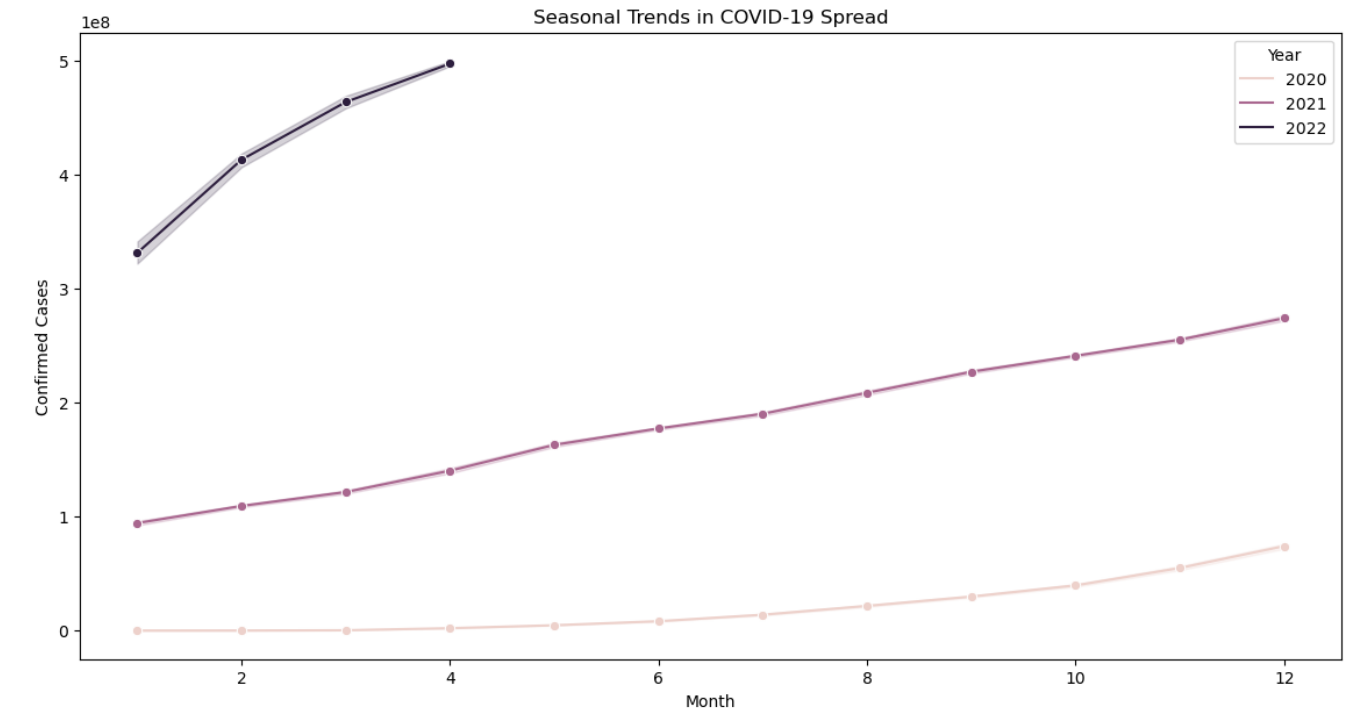 Seasonal Trends in COVID-19 Spread
1e8
Year
2020
2021
2022
5
4
3
2
1
0
Confirmed Cases
2 4 6 8 10 12
Month